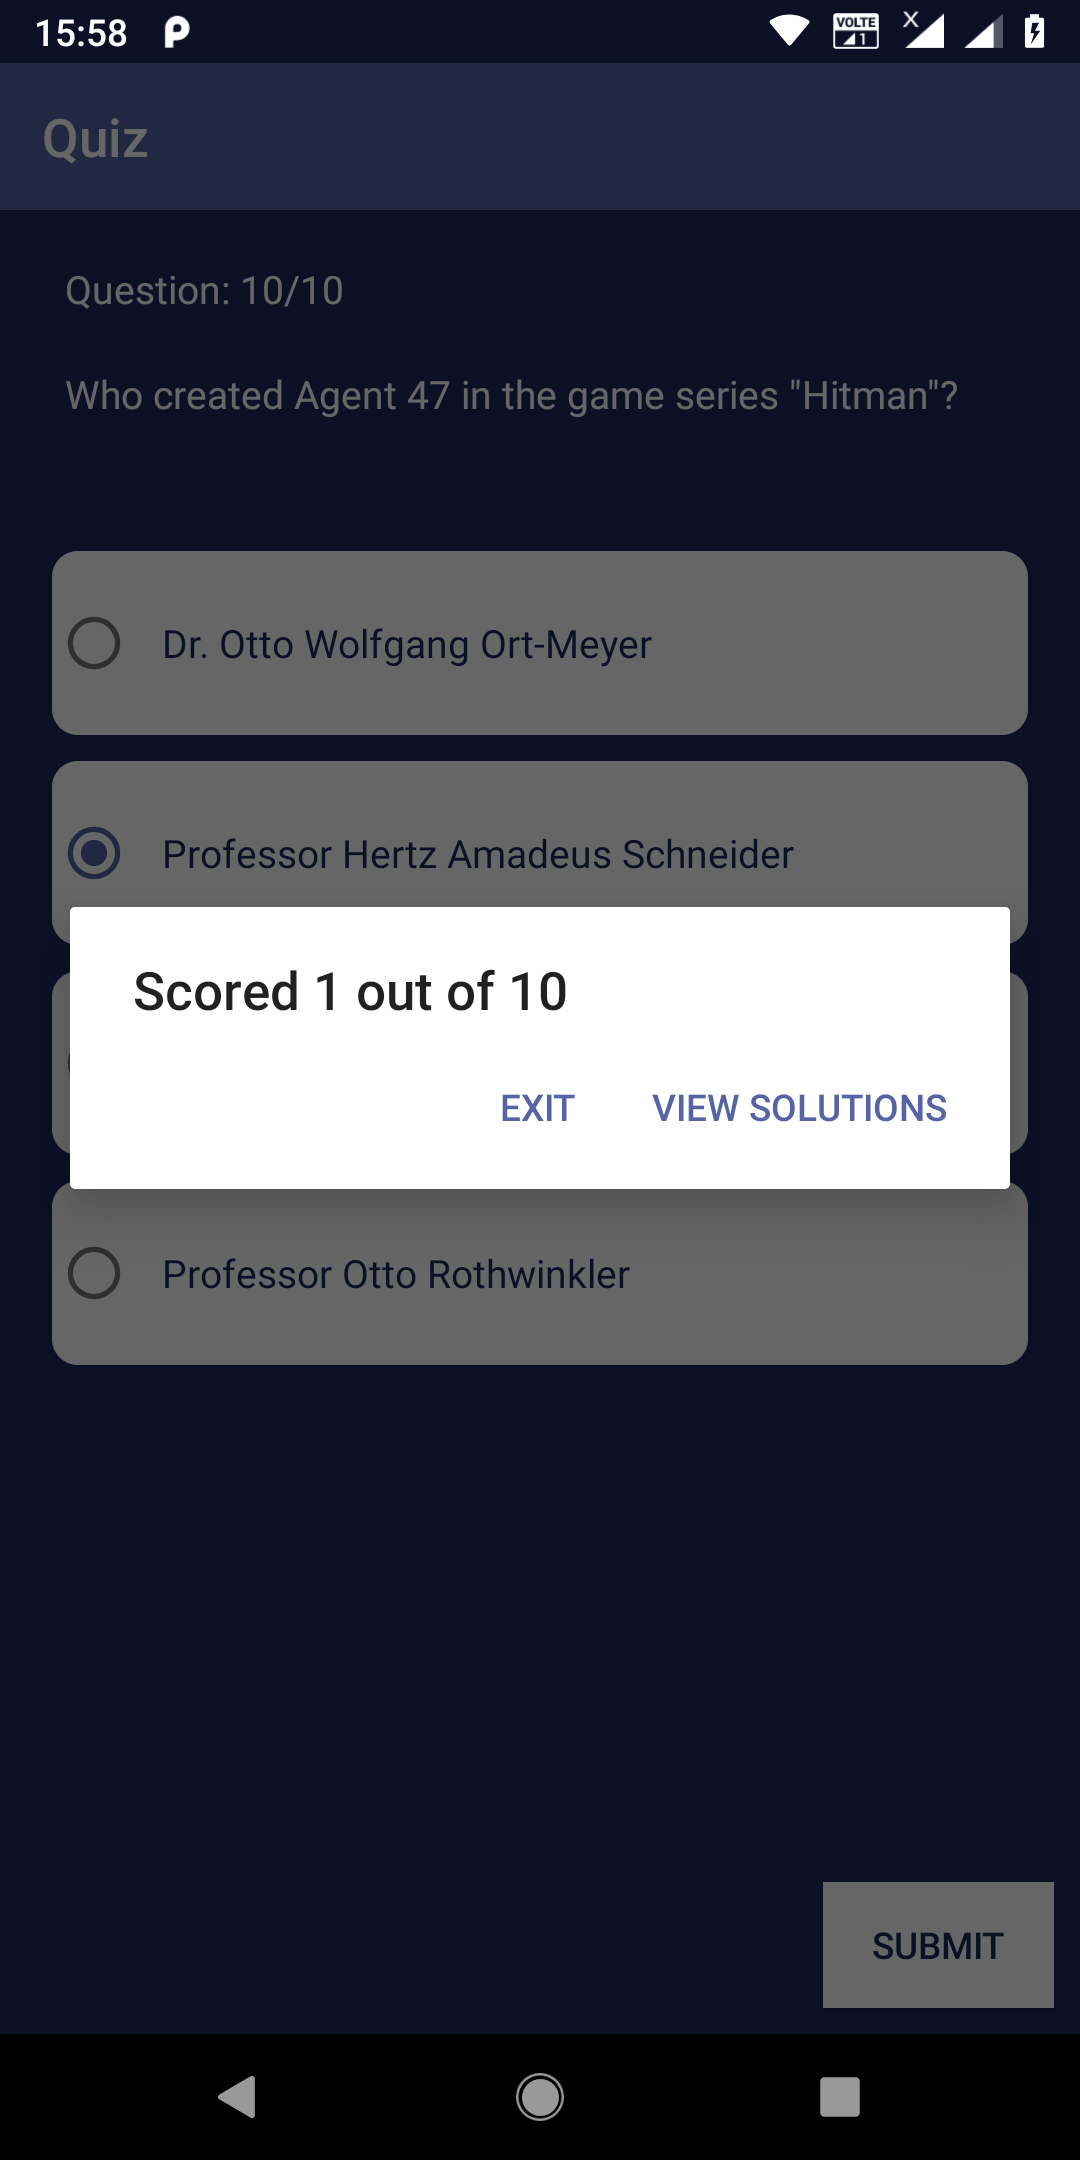 15:58
VOLTE
1
X
Quiz
Question: 10/10
Who created Agent 47 in the game series "Hitman"?
Dr. Otto Wolfgang Ort-Meyer
Professor Hertz Amadeus Schneider
Scored 1 out of 10
EXIT VIEW SOLUTIONS
Professor Otto Rothwinkler
SUBMIT